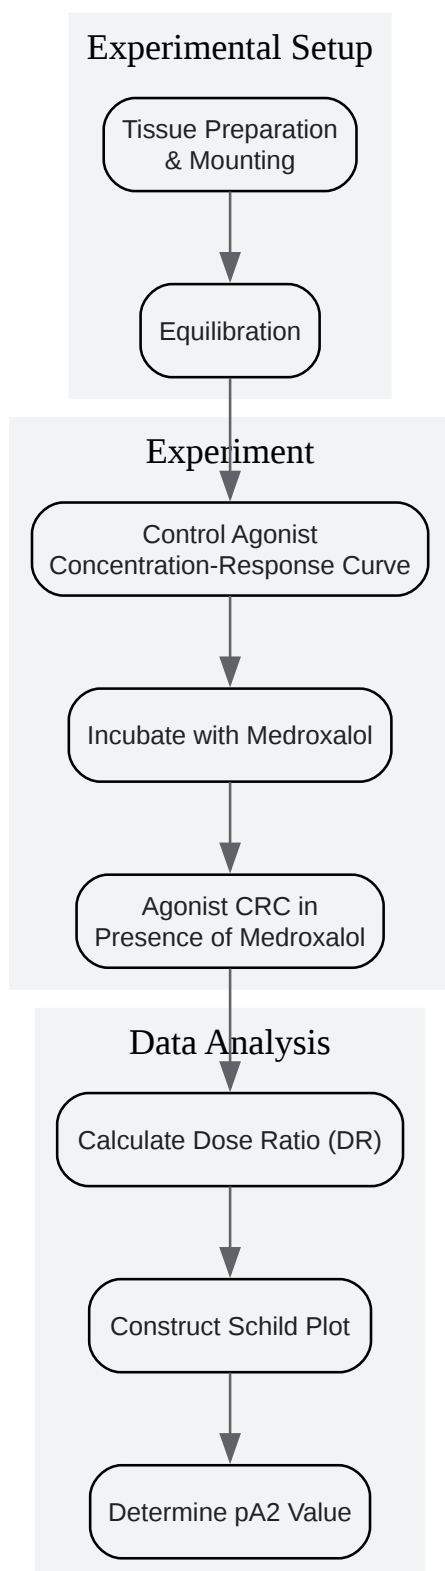 Experimental Setup
Tissue Preparation
& Mounting
Equilibration
Experiment
Control Agonist
Concentration-Response Curve
Incubate with Medroxalol
Agonist CRC in
Presence of Medroxalol
Data Analysis
Calculate Dose Ratio (DR)
Construct Schild Plot
Determine pA2 Value